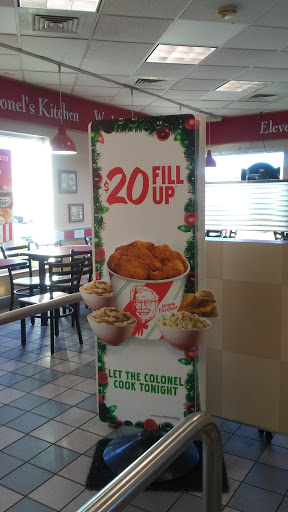 onel's Kitchen
Eleve
$20 FILL
UP
LET THE COLONEL
COOK TONIGHT